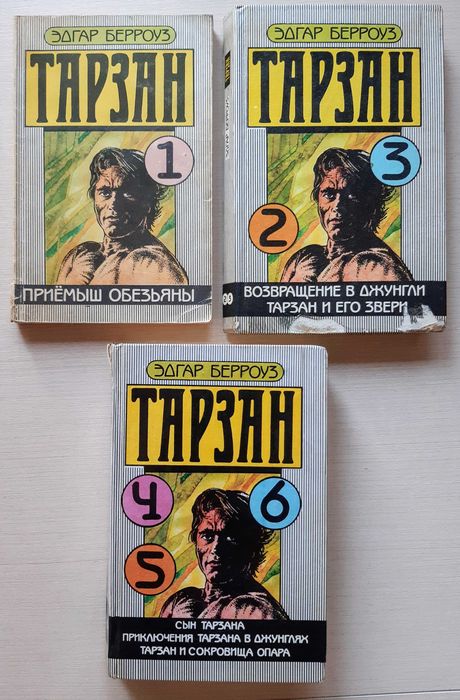 ЭДГАР БЕРРОУЗ
ТАРЗАН
1
ПРИЁМЫШ ОБЕЗЬЯНЫ
ЭДГАР БЕРРОУЗ
ТАРЗАН
3
2
ВОЗВРАЩЕНИЕ В ДЖУНГЛИ
ТАРЗАН И ЕГО ЗВЕРИ
ЭДГАР БЕРРОУЗ
ТАРЗАН
4
6
5
СЫН ТАРЗАНА
ПРИКЛЮЧЕНИЯ ТАРЗАНА В ДЖУНГЛЯХ
ТАРЗАН И СОКРОВИЩА ОПАРА